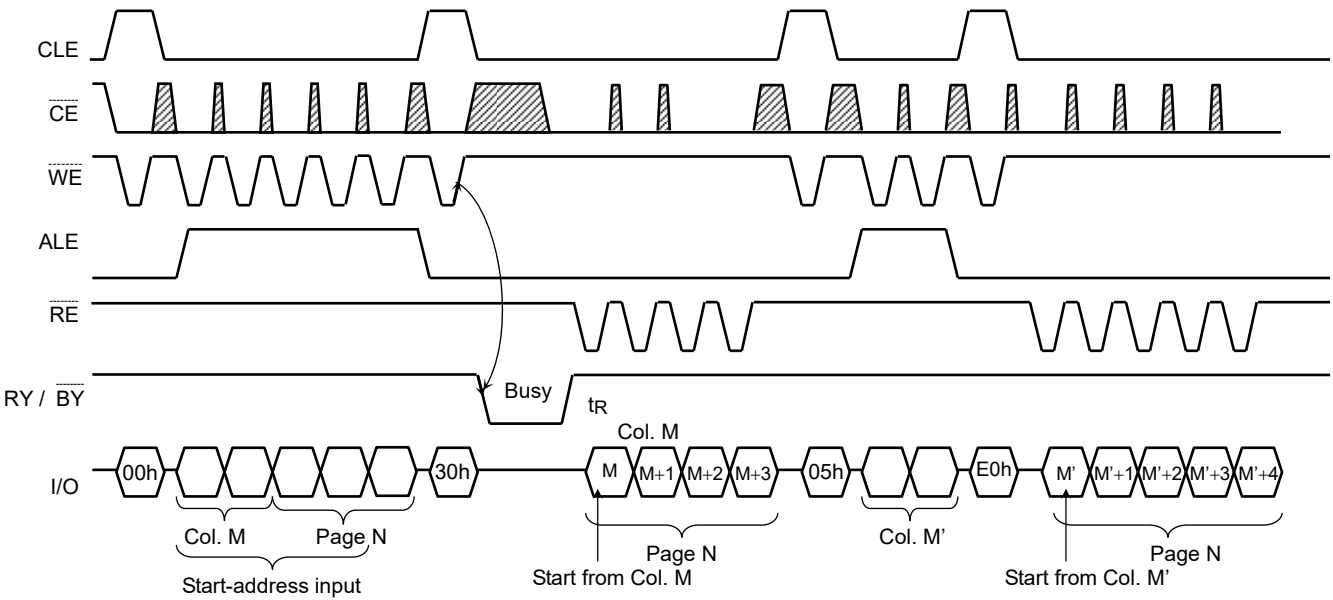 CLE
CE
WE
ALE
RE
RY / BY
Busy
tR
Col. M
I/O
00h
30h
M
M+1
M+2
M+3
05h
E0h
M'
M'+1
M'+2
M'+3
M'+4
Col. M
Page N
Col. M'
Page N
Page N
Start-address input
Start from Col. M
Start from Col. M'